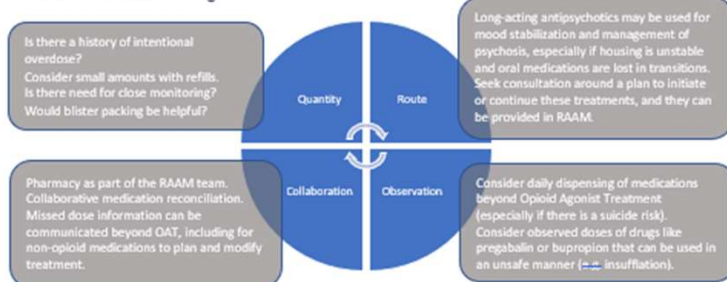 Is there a history of intentional
overdose?
Consider small amounts with refills.
Is there need for close monitoring?
Would blister packing be helpful?
Quantity
Route
Long-acting antipsychotics may be used for
mood stabilization and management of
psychosis, especially if housing is unstable
and oral medications are lost in transitions.
Seek consultation around a plan to initiate
or continue these treatments, and they can
be provided in RAAM.
Pharmacy as part of the RAAM team.
Collaborative medication reconciliation.
Missed dose information can be
communicated beyond OAT, including for
non-opioid medications to plan and modify
treatment.
Collaboration
Observation
Consider daily dispensing of medications
beyond Opioid Agonist Treatment
(especially if there is a suicide risk).
Consider observed doses of drugs like
pregabalin or bupropion that can be used in
an unsafe manner (e.g. insufflation).